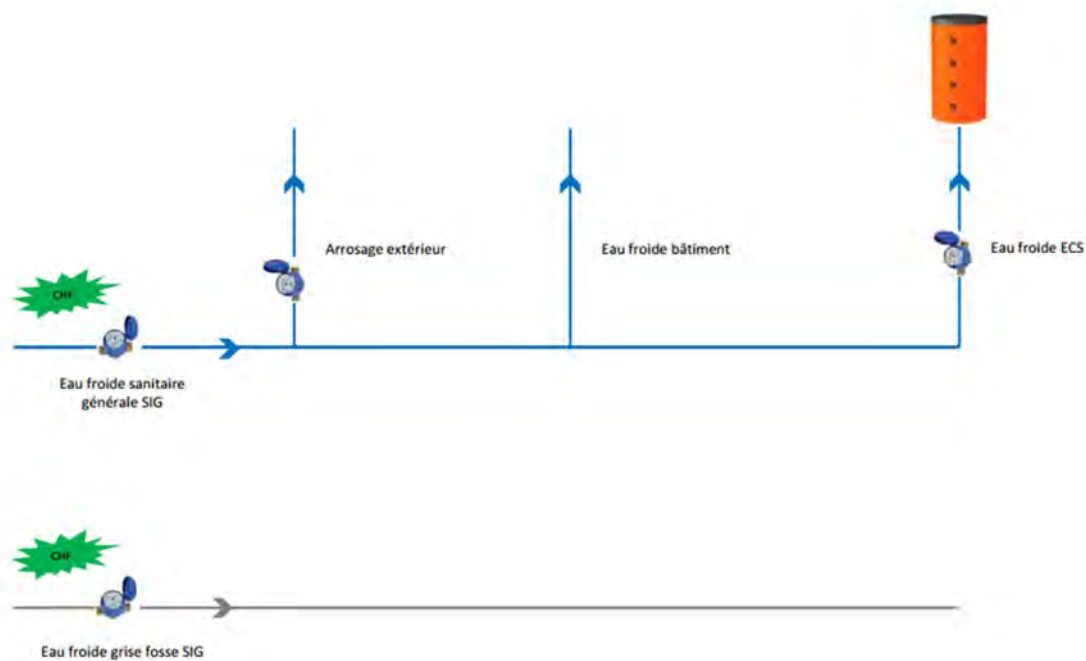 Arrosage extérieur
Eau froide bâtiment
Eau froide ECS
CHF
Eau froide sanitaire
générale SIG
CHF
Eau froide grise fosse SIG